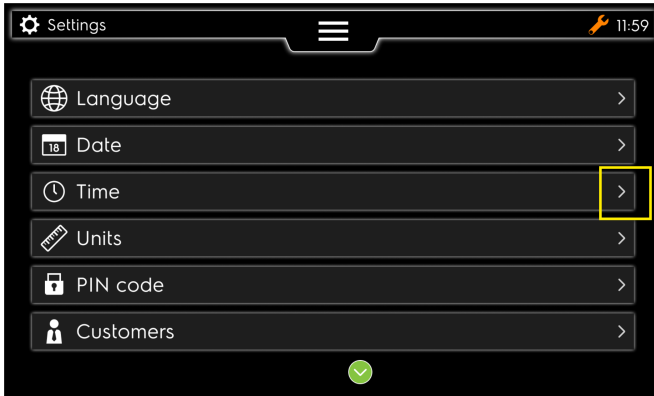 Settings
11:59
Language
18 Date
Time
Units
PIN code
Customers